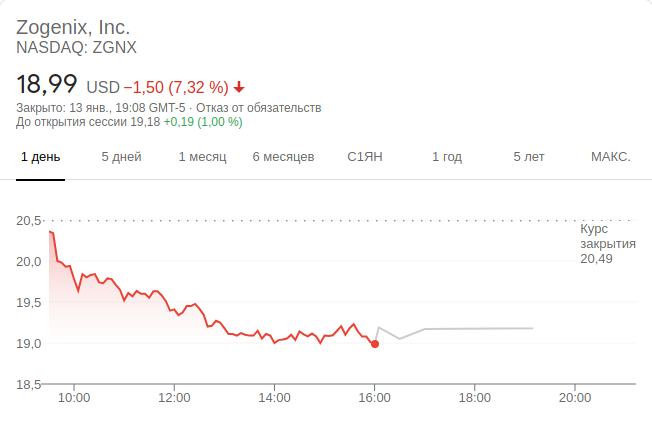 Zogenix, Inc.
NASDAQ: ZGNX
18,99 USD −1,50 (7,32 %)
Закрыто: 13 янв., 19:08 GMT-5 · Отказ от обязательств
До открытия сессии 19,18 +0,19 (1,00 %)
1 день 5 дней 1 месяц 6 месяцев С1ЯН 1 год 5 лет МАКС.
20,5
Курс
закрытия
20,49
20,0
19,5
19,0
18,5
10:00 12:00 14:00 16:00 18:00 20:00